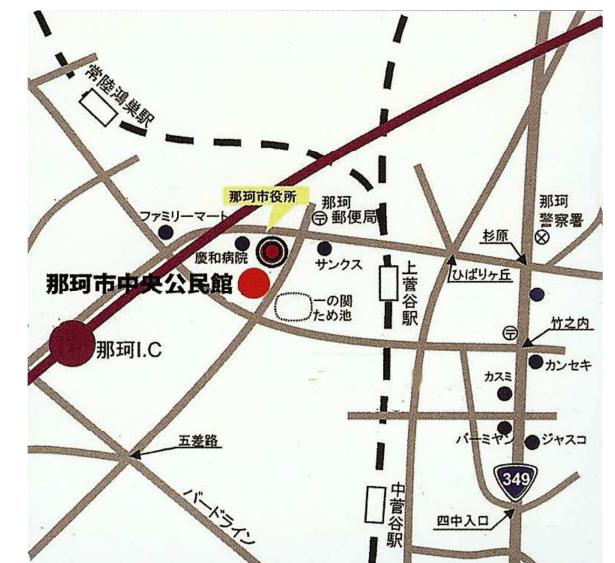 常陸鴻巣駅
那珂市役所
ファミリーマート
那珂
郵便局
那珂
警察署
慶和病院
サンクス
杉原
ひばりヶ丘
那珂市中央公民館
一の関
ため池
上菅谷駅
竹之内
那珂I.C
カンセキ
カスミ
五差路
バーミヤン
ジャスコ
349
バードライン
中菅谷駅
四中入口